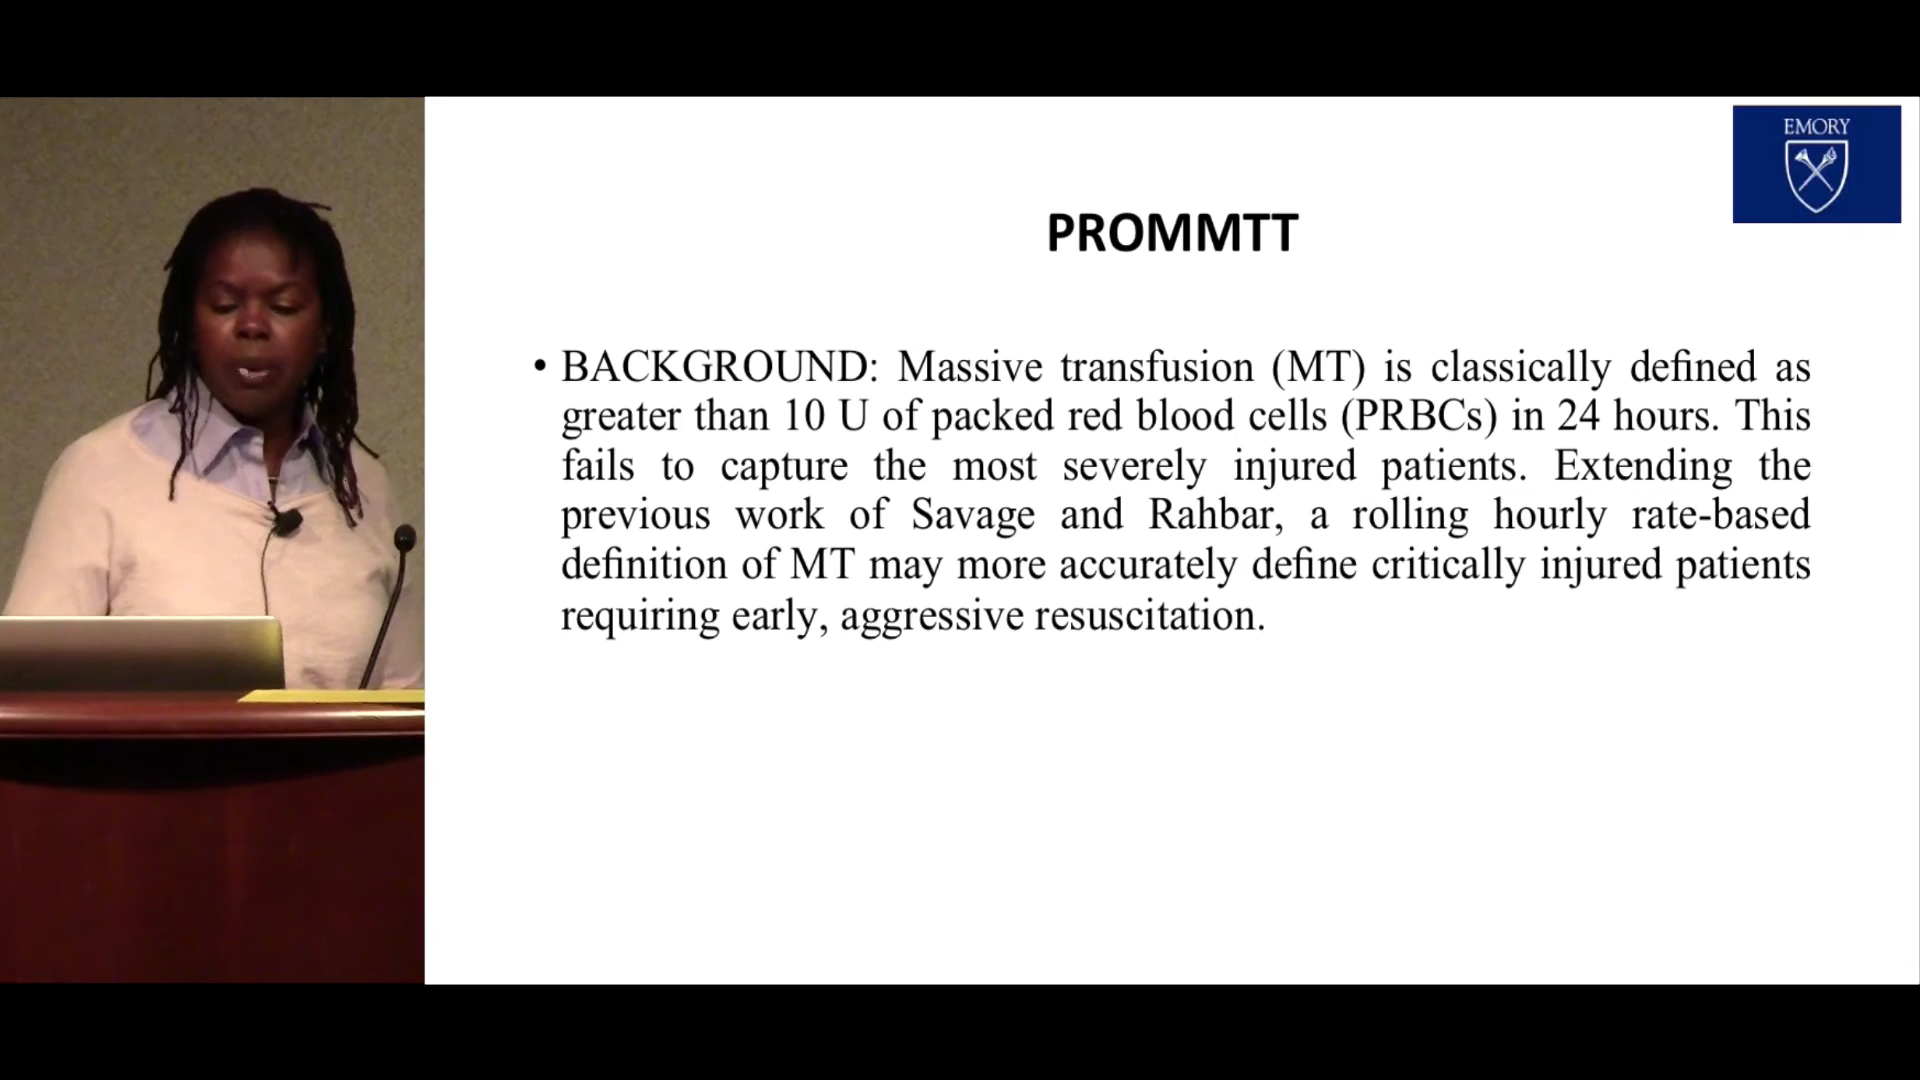 EMORY
PROMMTT
• BACKGROUND: Massive transfusion (MT) is classically defined as
greater than 10 U of packed red blood cells (PRBCs) in 24 hours. This
fails to capture the most severely injured patients. Extending the
previous work of Savage and Rahbar, a rolling hourly rate-based
definition of MT may more accurately define critically injured patients
requiring early, aggressive resuscitation.